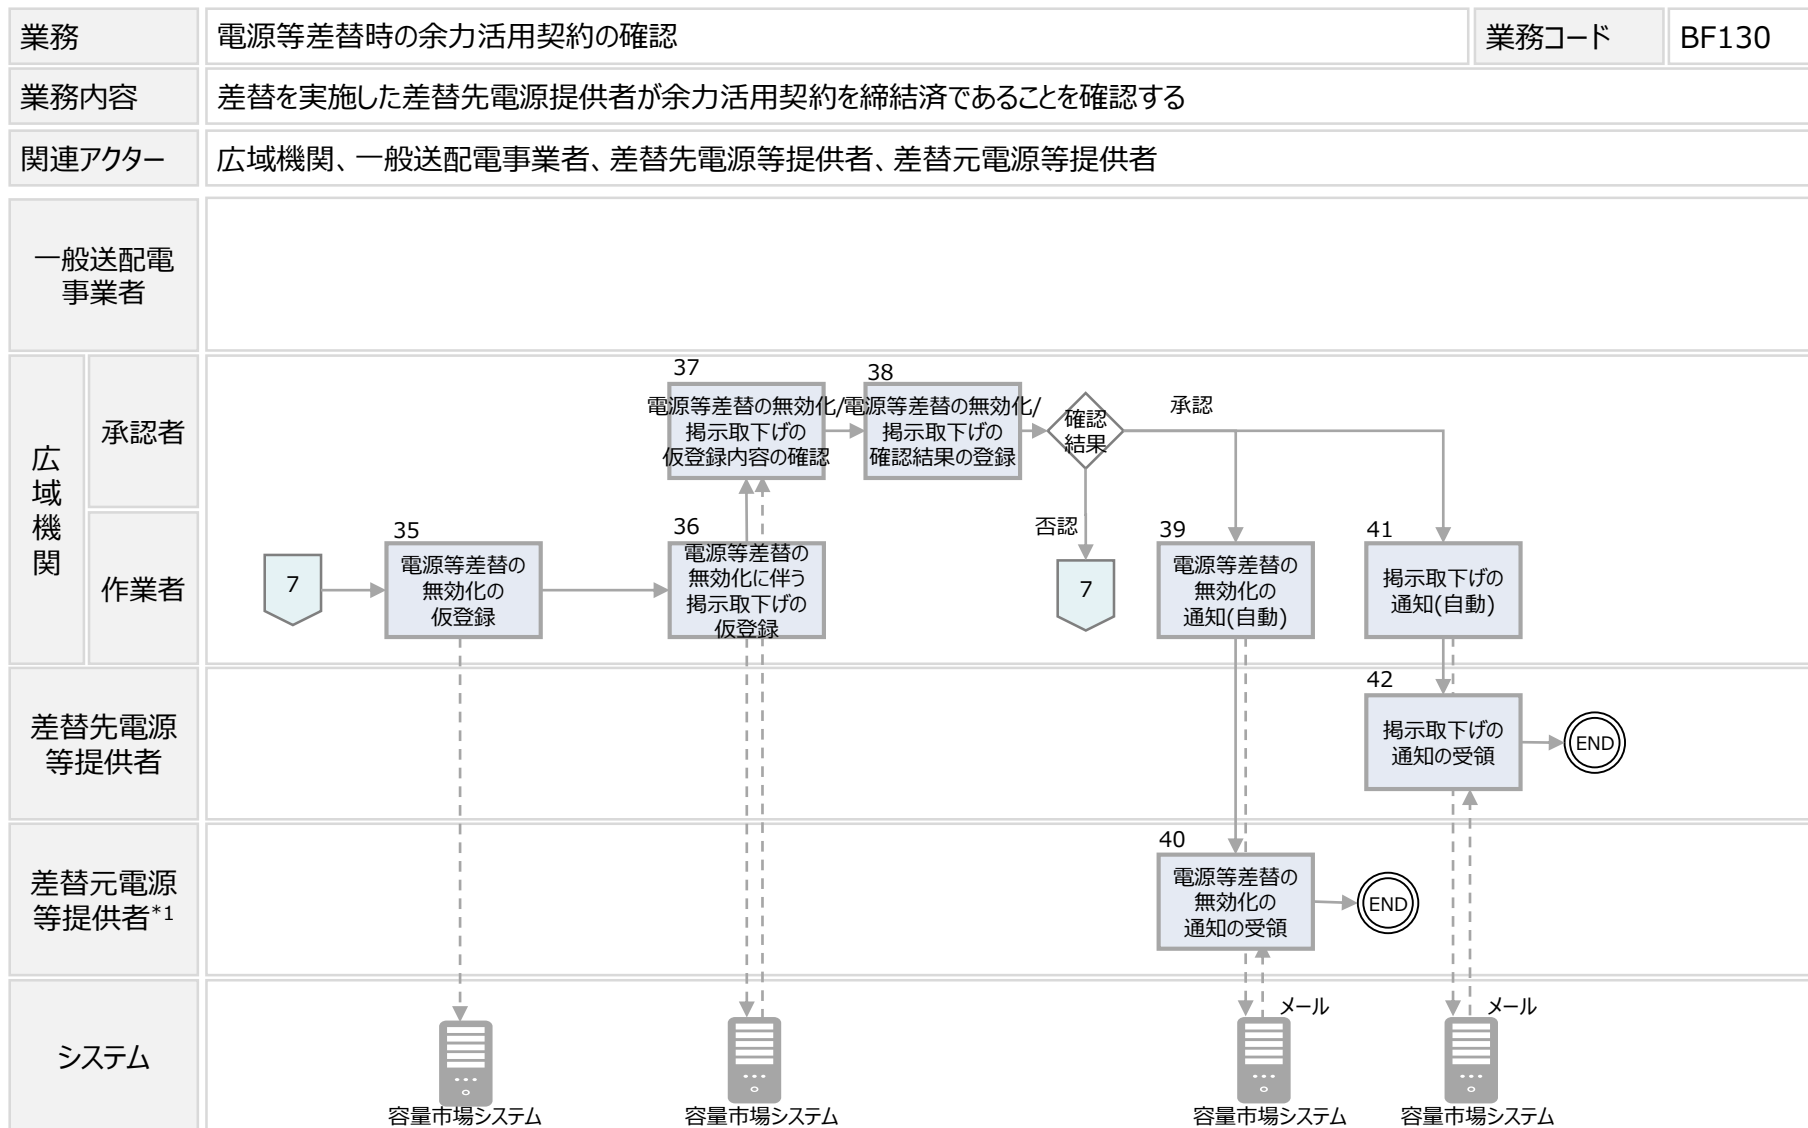 業務
電源等差替時の余力活用契約の確認
業務コード
BF130
業務内容
差替を実施した差替先電源提供者が余力活用契約を締結済であることを確認する
関連アクター
広域機関、一般送配電事業者、差替先電源等提供者、差替元電源等提供者
一般送配電
事業者
広
域
機
関
承認者
37
電源等差替の無効化/
掲示取下げの
仮登録内容の確認
38
電源等差替の無効化/
掲示取下げの
確認結果の登録
確認
結果
承認
否認
作業者
7
35
電源等差替の
無効化の
仮登録
36
電源等差替の
無効化に伴う
掲示取下げの
仮登録
7
39
電源等差替の
無効化の
通知(自動)
41
掲示取下げの
通知(自動)
差替先電源
等提供者
42
掲示取下げの
通知の受領
END
差替元電源
等提供者*1
40
電源等差替の
無効化の
通知の受領
END
システム
メール
メール
容量市場システム
容量市場システム
容量市場システム
容量市場システム